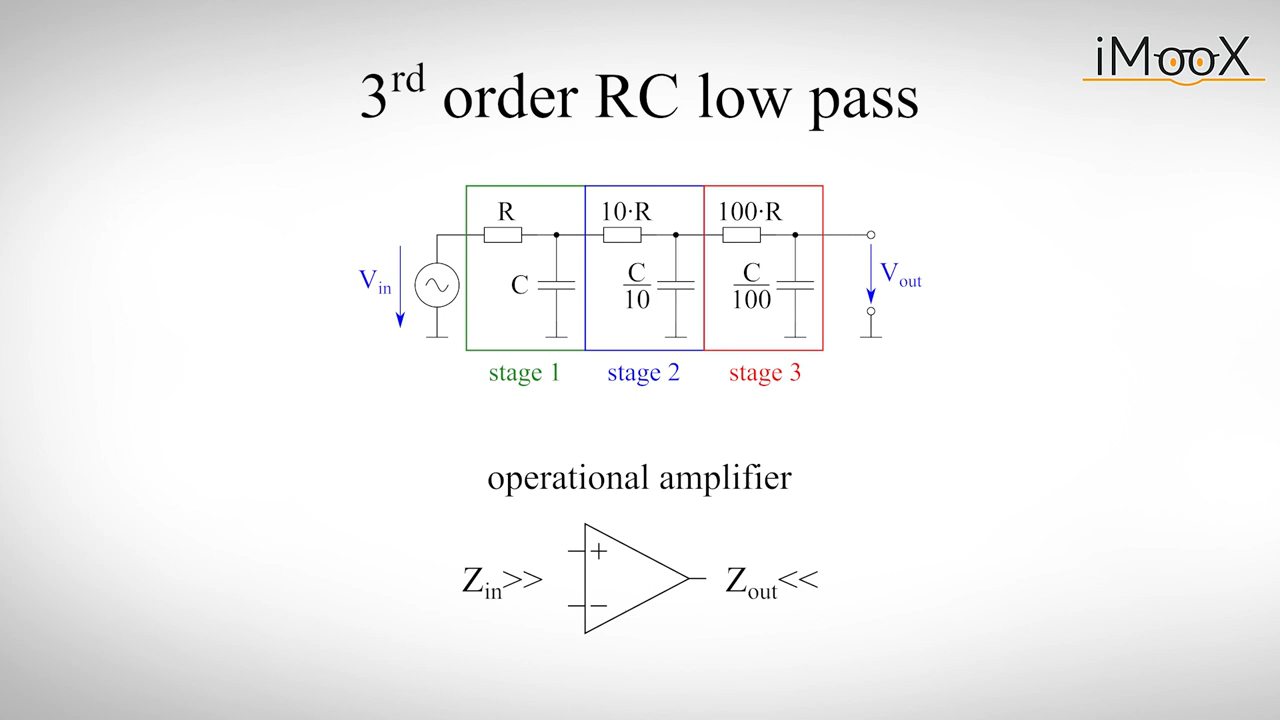 iMooX
3rd order RC low pass
R 10·R 100·R
Vin C C/10 C/100 Vout
stage 1 stage 2 stage 3
operational amplifier
Zin>> + − Zout<<